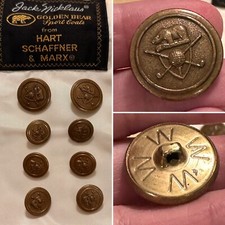 Jack Nicklaus
GOLDEN BEAR
Sport Coats
from
HART
SCHAFFNER
& MARX®
W W W W